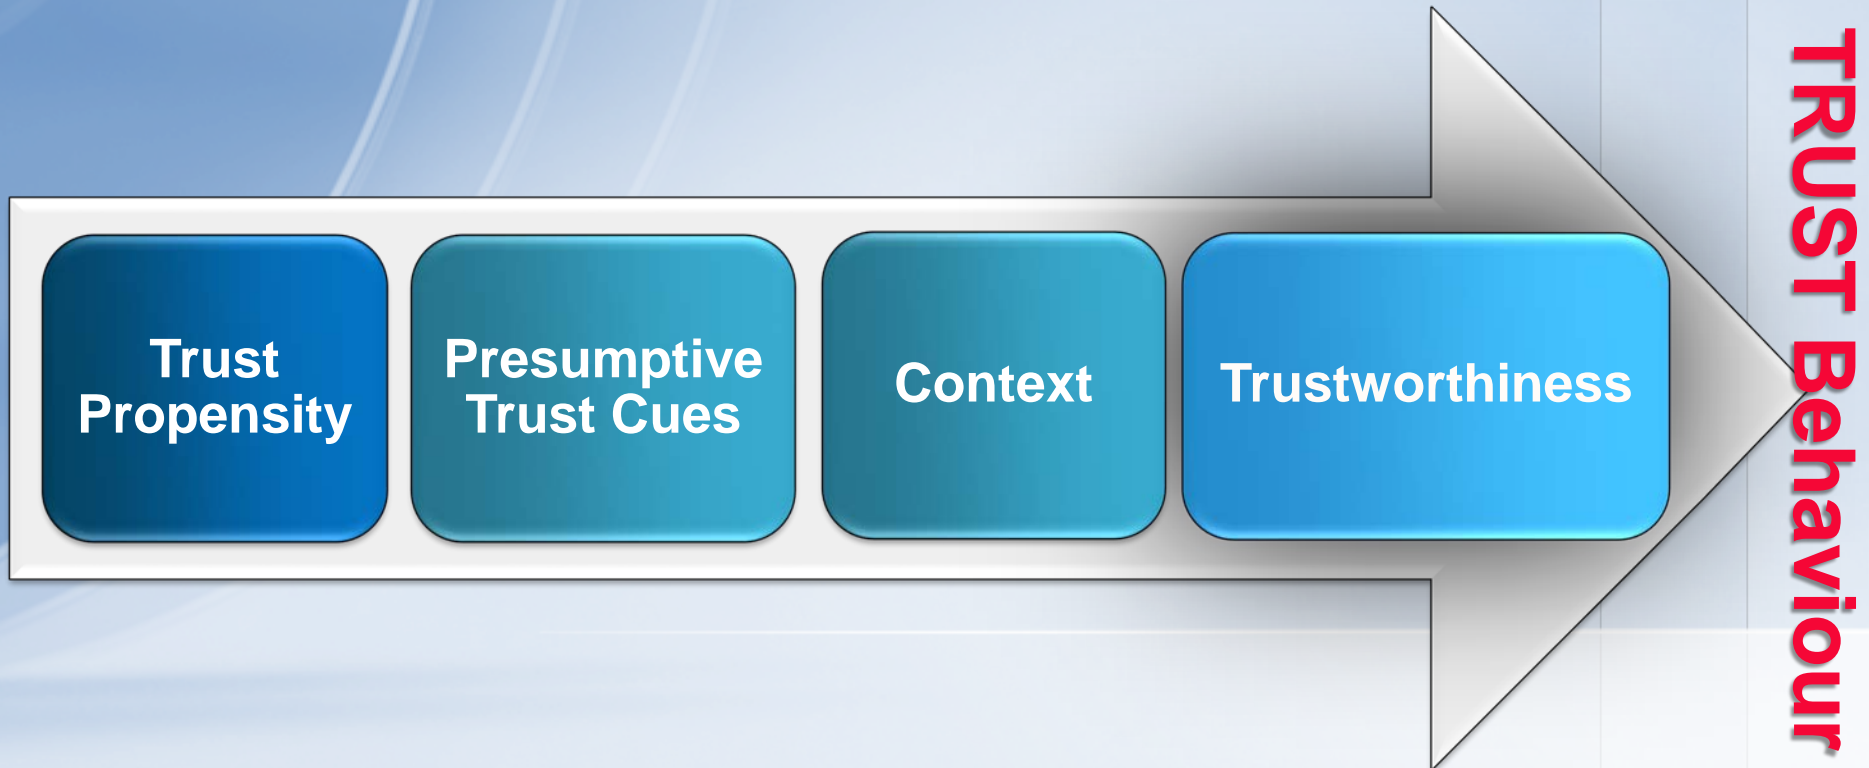 Trust
Propensity
Presumptive
Trust Cues
Context
Trustworthiness
TRUST Behaviour